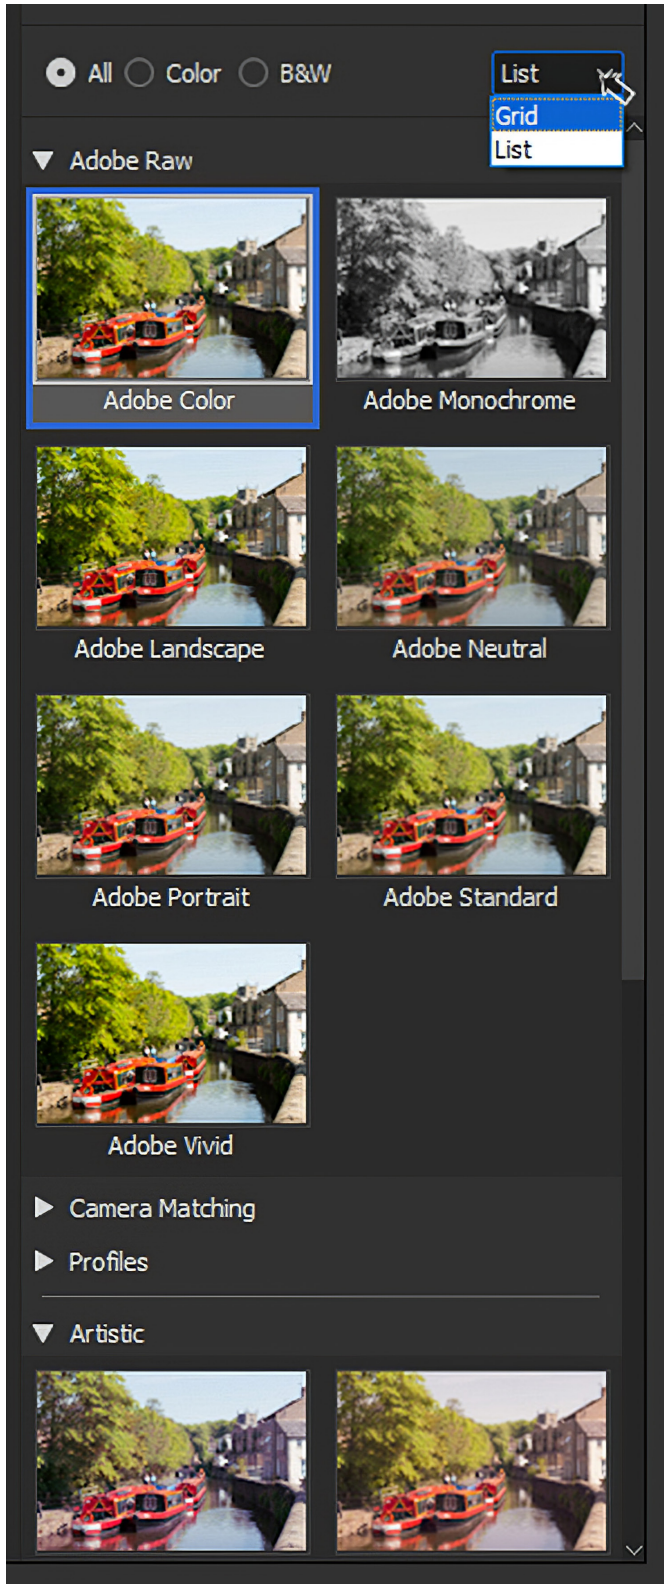 All Color B&W List
Grid
List
Adobe Raw
Adobe Color Adobe Monochrome
Adobe Landscape Adobe Neutral
Adobe Portrait Adobe Standard
Adobe Vivid
Camera Matching
Profiles
Artistic